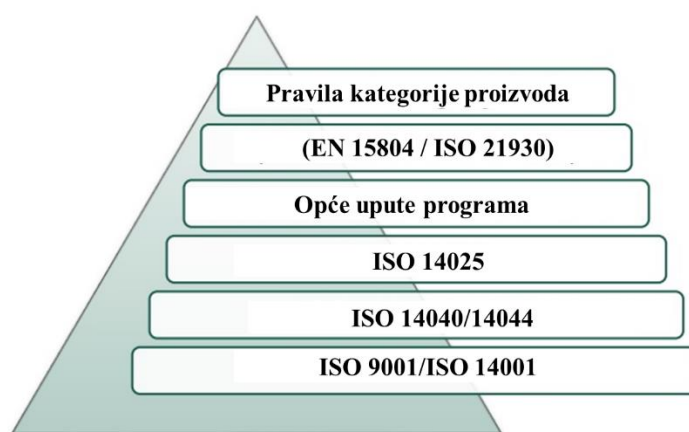 Pravila kategorije proizvoda
(EN 15804 / ISO 21930)
Opće upute programa
ISO 14025
ISO 14040/14044
ISO 9001/ISO 14001